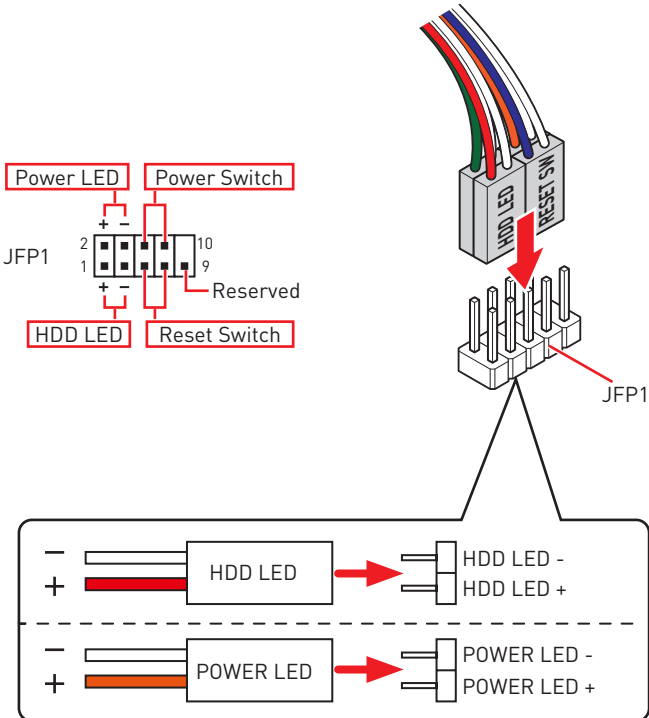 HDD LED
RESET SW
Power LED Power Switch
+ −
2 10
JFP1
1 9
+ −
Reserved
HDD LED Reset Switch
JFP1
− HDD LED HDD LED -
+ HDD LED +
− POWER LED POWER LED -
+ POWER LED +